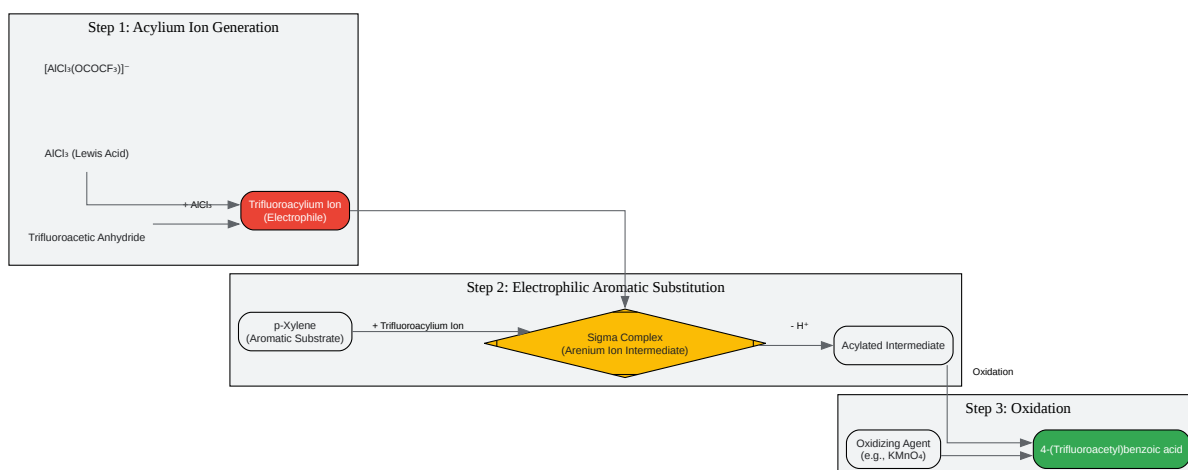 Step 1: Acylium Ion Generation
[AlCl₃(OCOCF₃)]⁻
AlCl₃ (Lewis Acid)
+ AlCl₃
Trifluoroacylium Ion
(Electrophile)
Trifluoroacetic Anhydride
Step 2: Electrophilic Aromatic Substitution
p-Xylene
(Aromatic Substrate)
+ Trifluoroacylium Ion
Sigma Complex
(Arenium Ion Intermediate)
- H⁺
Acylated Intermediate
Oxidation
Step 3: Oxidation
Oxidizing Agent
(e.g., KMnO₄)
4-(Trifluoroacetyl)benzoic acid